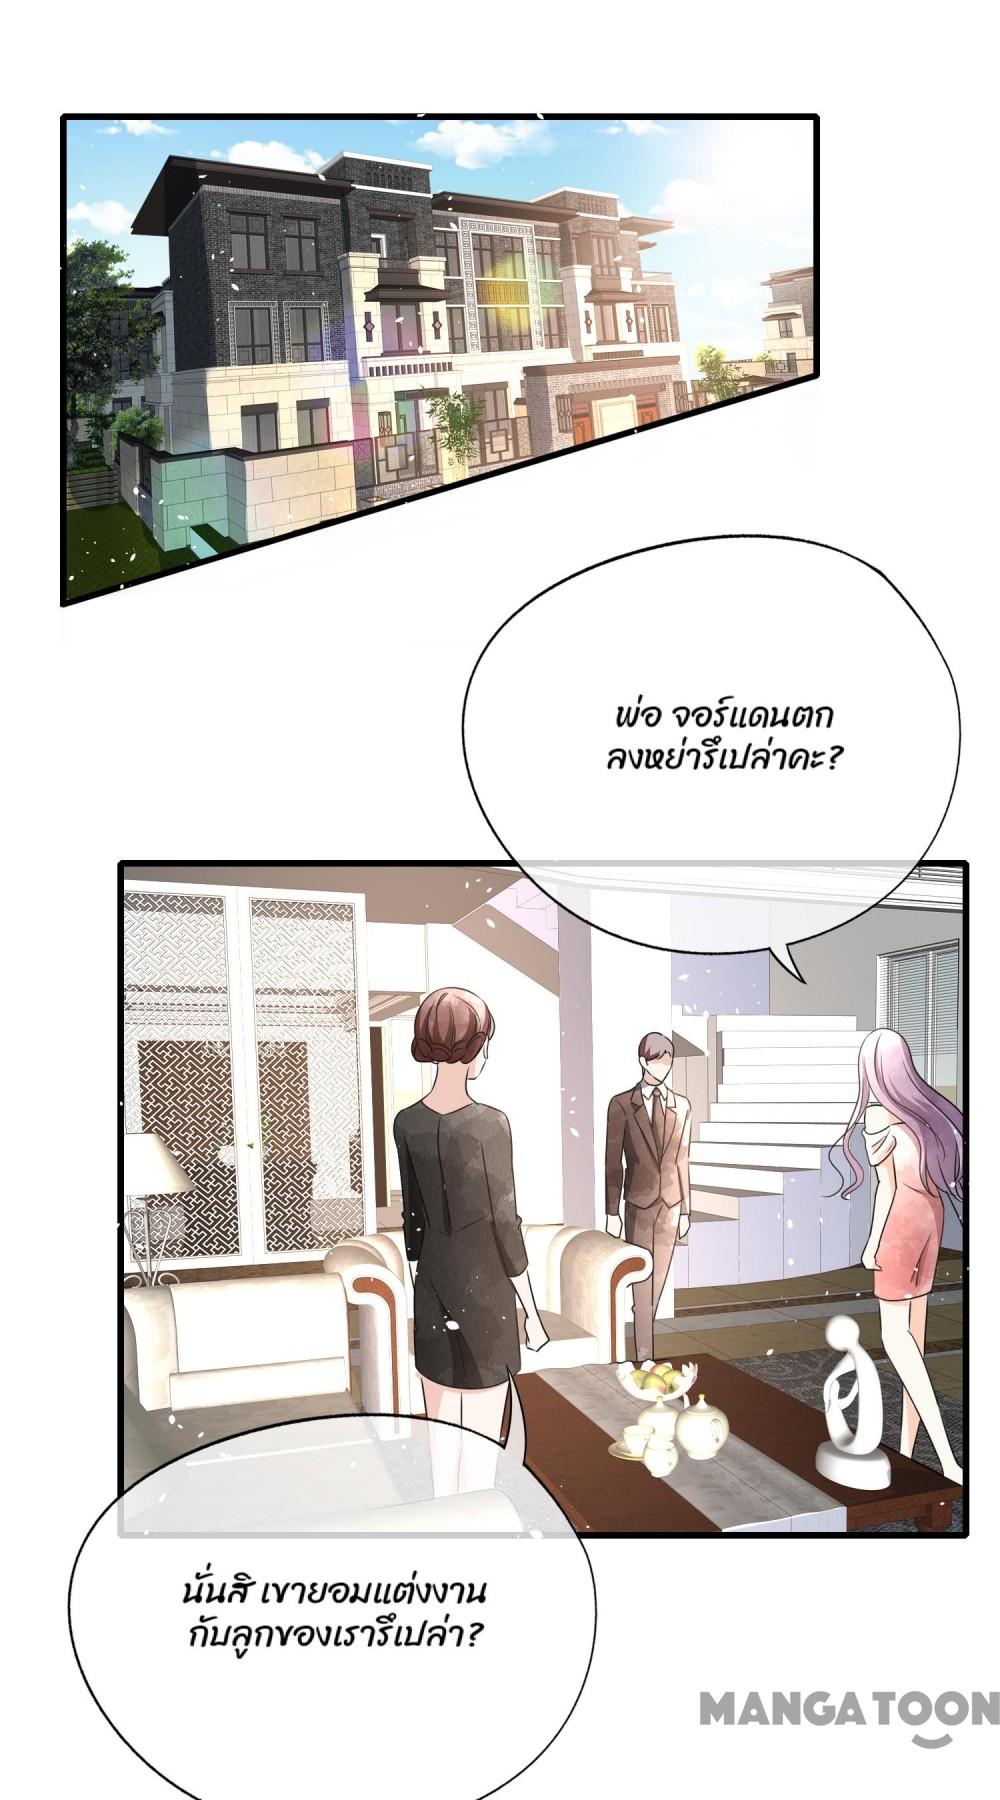 พ่อ จอร์แดนตก
ลงหย่ารึเปล่าคะ?
นั่นสิ เขายอมแต่งงาน
กับลูกของเรารึเปล่า?
MANGATOON